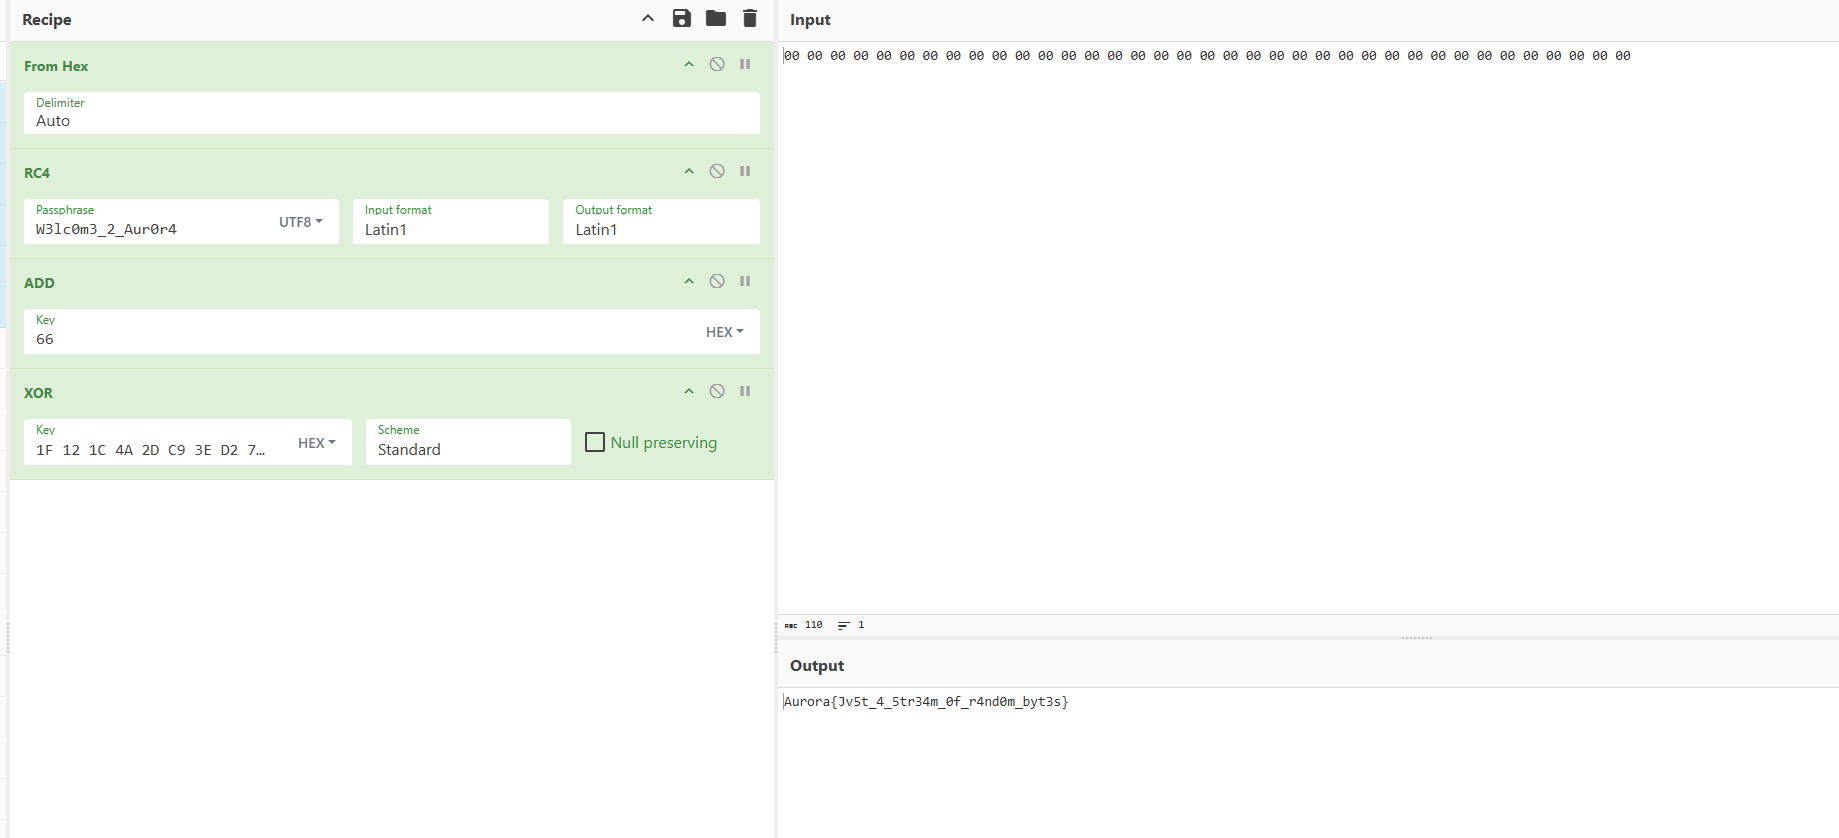 Recipe
From Hex
Delimiter
Auto
RC4
Passphrase
W3lc0m3_2_Aur0r4
UTF8
Input format
Latin1
Output format
Latin1
ADD
Key
66
HEX
XOR
Key
1F 12 1C 4A 2D C9 3E D2 7...
HEX
Scheme
Standard
Null preserving
Input
00 00 00 00 00 00 00 00 00 00 00 00 00 00 00 00 00 00 00 00 00 00 00 00 00 00 00 00 00 00 00 00 00 00 00 00 00
ABC 110 1
Output
Aurora{Jv5t_4_5tr34m_0f_r4nd0m_byt3s}